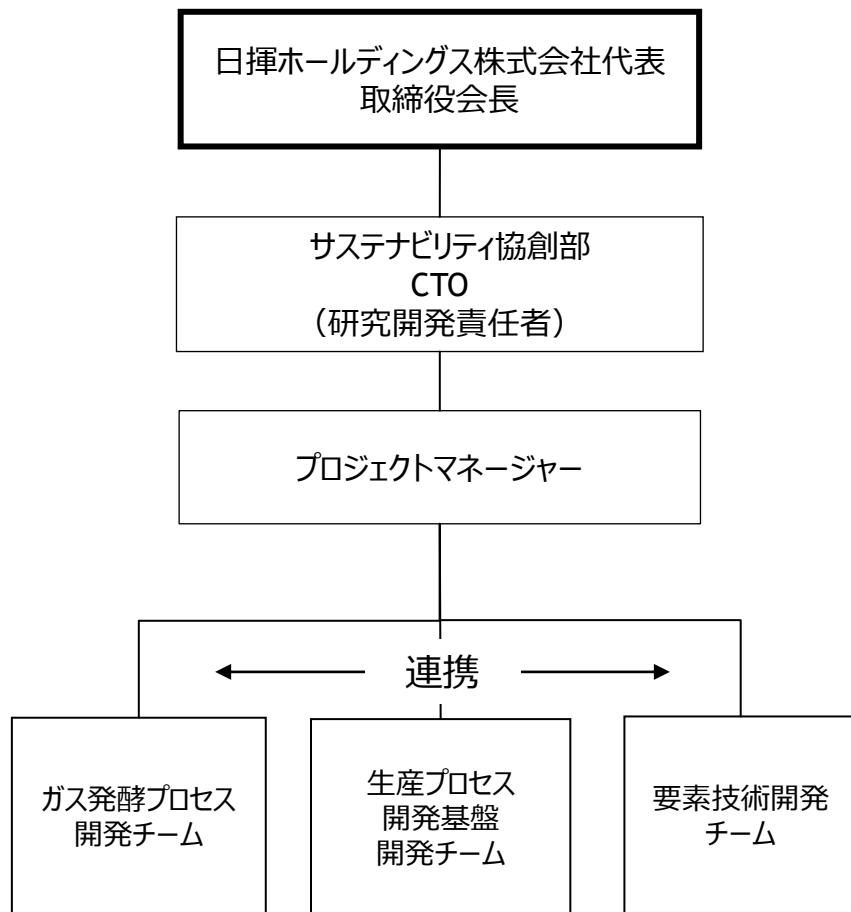 日揮ホールディングス株式会社代表
取締役会長
サステナビリティ協創部
CTO
（研究開発責任者）
プロジェクトマネージャー
連携
ガス発酵プロセス
開発チーム
生産プロセス
開発基盤
開発チーム
要素技術開発
チーム